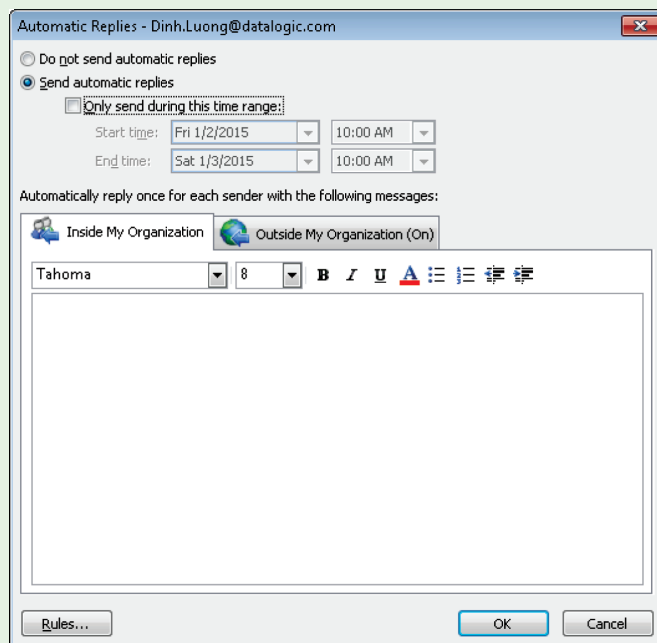 Automatic Replies - Dinh.Luong@datalogic.com
Do not send automatic replies
Send automatic replies
Only send during this time range:
Start time: Fri 1/2/2015 10:00 AM
End time: Sat 1/3/2015 10:00 AM
Automatically reply once for each sender with the following messages:
Inside My Organization Outside My Organization (On)
Tahoma 8 B I U A
Rules... OK Cancel